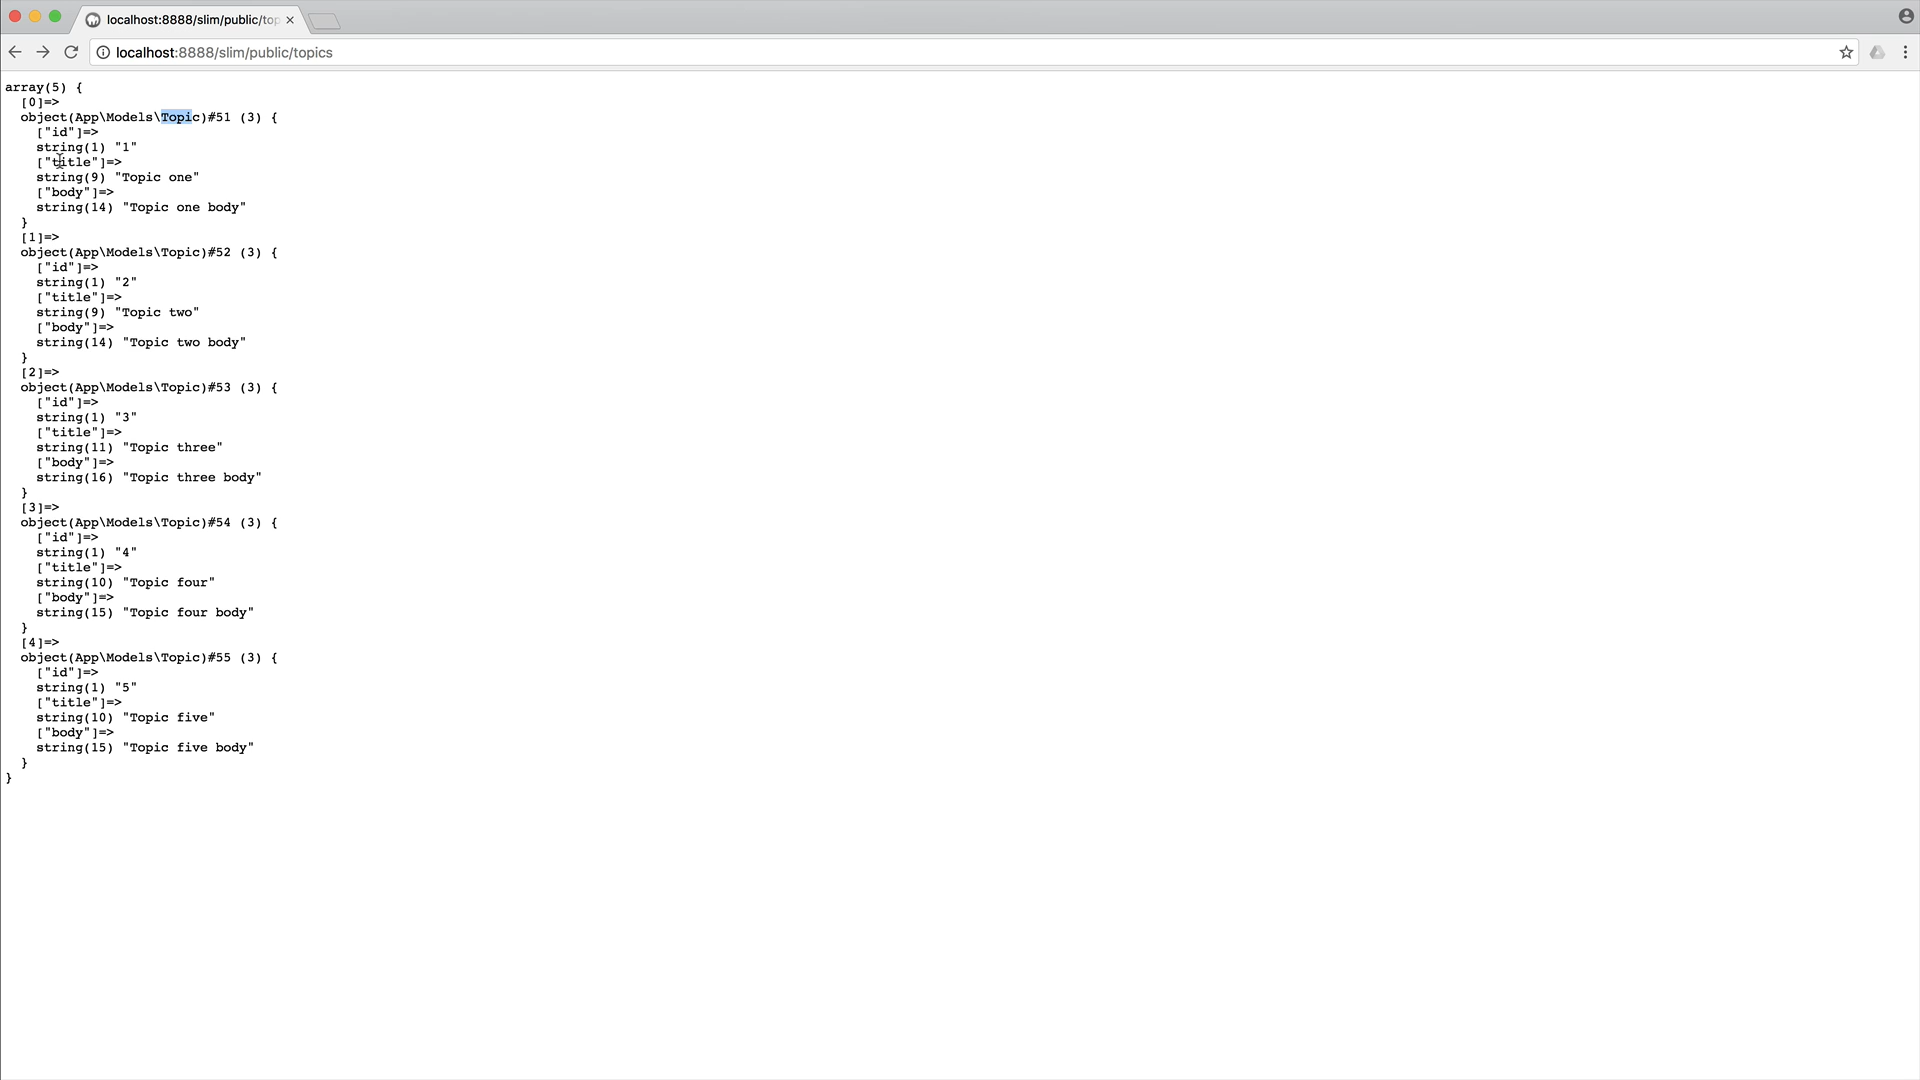 localhost:8888/slim/public/top
localhost:8888/slim/public/topics
array(5) {
  [0]=>
  object(App\Models\Topic)#51 (3) {
    ["id"]=>
    string(1) "1"
    ["title"]=>
    string(9) "Topic one"
    ["body"]=>
    string(14) "Topic one body"
  }
  [1]=>
  object(App\Models\Topic)#52 (3) {
    ["id"]=>
    string(1) "2"
    ["title"]=>
    string(9) "Topic two"
    ["body"]=>
    string(14) "Topic two body"
  }
  [2]=>
  object(App\Models\Topic)#53 (3) {
    ["id"]=>
    string(1) "3"
    ["title"]=>
    string(11) "Topic three"
    ["body"]=>
    string(16) "Topic three body"
  }
  [3]=>
  object(App\Models\Topic)#54 (3) {
    ["id"]=>
    string(1) "4"
    ["title"]=>
    string(10) "Topic four"
    ["body"]=>
    string(15) "Topic four body"
  }
  [4]=>
  object(App\Models\Topic)#55 (3) {
    ["id"]=>
    string(1) "5"
    ["title"]=>
    string(10) "Topic five"
    ["body"]=>
    string(15) "Topic five body"
  }
}